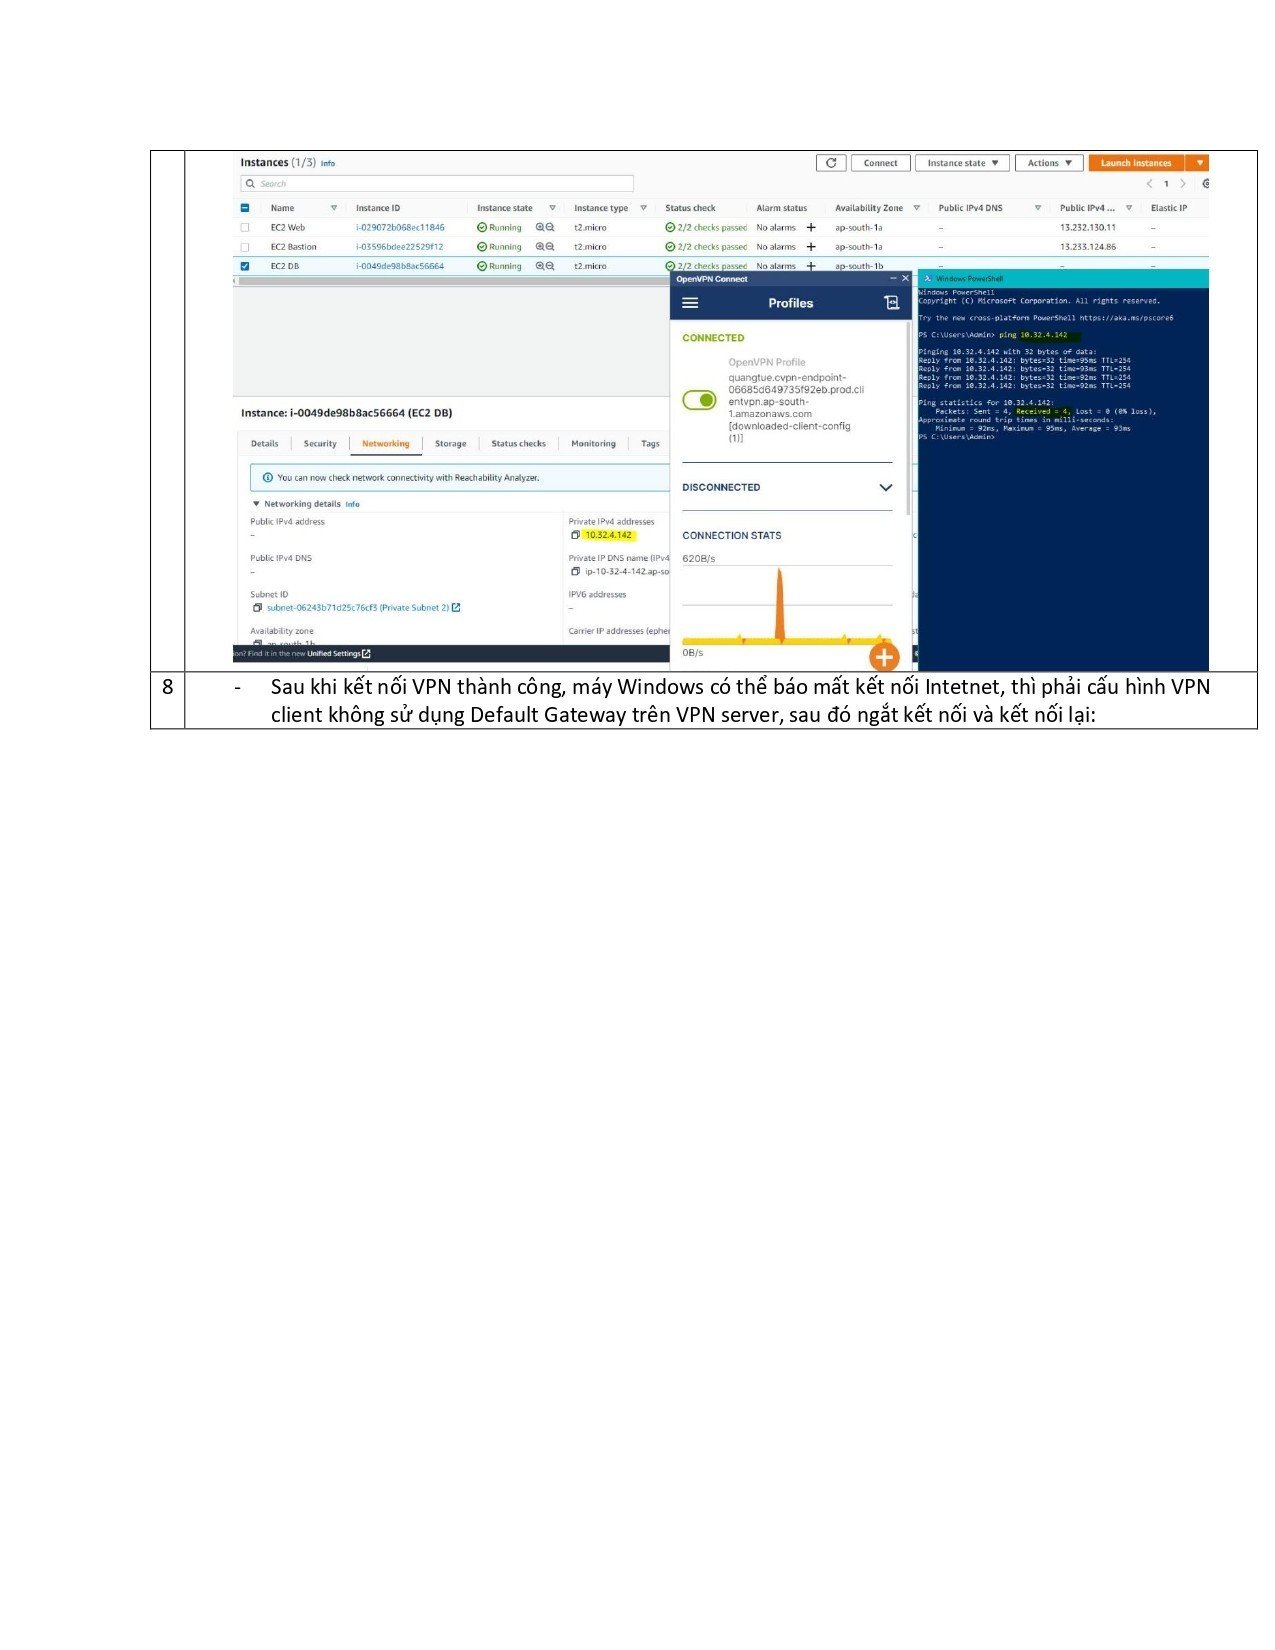 Instances (1/3) Info
Connect
Instance state
Actions
Launch Instances
Search
1
Name Instance ID Instance state Instance type Status check Alarm status Availability Zone Public IPv4 DNS Public IPv4 ... Elastic IP
EC2 Web i-029072b068ec11846 Running t2.micro 2/2 checks passed No alarms + ap-south-1a – 13.232.130.11 –
EC2 Bastion i-03596bdee22529f12 Running t2.micro 2/2 checks passed No alarms + ap-south-1a – 13.233.124.86 –
EC2 DB i-0049de98b8ac56664 Running t2.micro 2/2 checks passed No alarms + ap-south-1b – – –
Instance: i-0049de98b8ac56664 (EC2 DB)
Details Security Networking Storage Status checks Monitoring Tags
You can now check network connectivity with Reachability Analyzer.
Networking details Info
Public IPv4 address
–
Private IPv4 addresses
10.32.4.142
Public IPv4 DNS
–
Private IP DNS name (IPv4
ip-10-32-4-142.ap-so
Subnet ID
subnet-06243b71d25c76cf3 (Private Subnet 2)
IPV6 addresses
–
Availability zone
ap-south-1b
Carrier IP addresses (epher
on? Find it in the new Unified Settings
OpenVPN Connect
Profiles
CONNECTED
OpenVPN Profile
quangtue.cvpn-endpoint-
06685d649735f92eb.prod.cli
entvpn.ap-south-
1.amazonaws.com
[downloaded-client-config
(1)]
DISCONNECTED
CONNECTION STATS
620B/s
0B/s
Windows PowerShell
Windows PowerShell
Copyright (C) Microsoft Corporation. All rights reserved.
Try the new cross-platform PowerShell https://aka.ms/pscore6
PS C:\Users\Admin> ping 10.32.4.142
Pinging 10.32.4.142 with 32 bytes of data:
Reply from 10.32.4.142: bytes=32 time=95ms TTL=254
Reply from 10.32.4.142: bytes=32 time=93ms TTL=254
Reply from 10.32.4.142: bytes=32 time=92ms TTL=254
Reply from 10.32.4.142: bytes=32 time=92ms TTL=254
Ping statistics for 10.32.4.142:
Packets: Sent = 4, Received = 4, Lost = 0 (0% loss),
Approximate round trip times in milli-seconds:
Minimum = 92ms, Maximum = 95ms, Average = 93ms
PS C:\Users\Admin>
8 - Sau khi kết nối VPN thành công, máy Windows có thể báo mất kết nối Intetnet, thì phải cấu hình VPN
client không sử dụng Default Gateway trên VPN server, sau đó ngắt kết nối và kết nối lại: